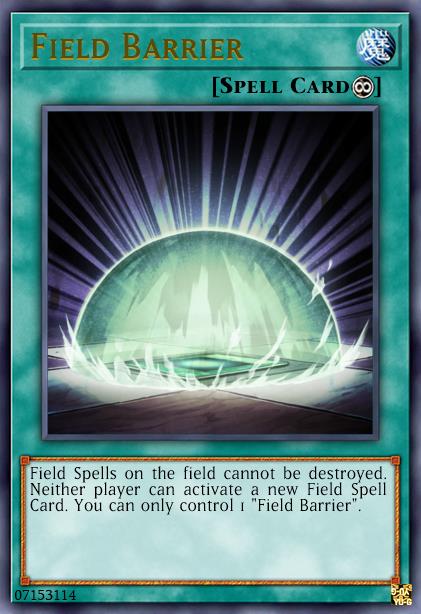 Field Barrier
魔
[Spell Card♾]
Field Spells on the field cannot be destroyed.
Neither player can activate a new Field Spell
Card. You can only control 1 "Field Barrier".
07153114